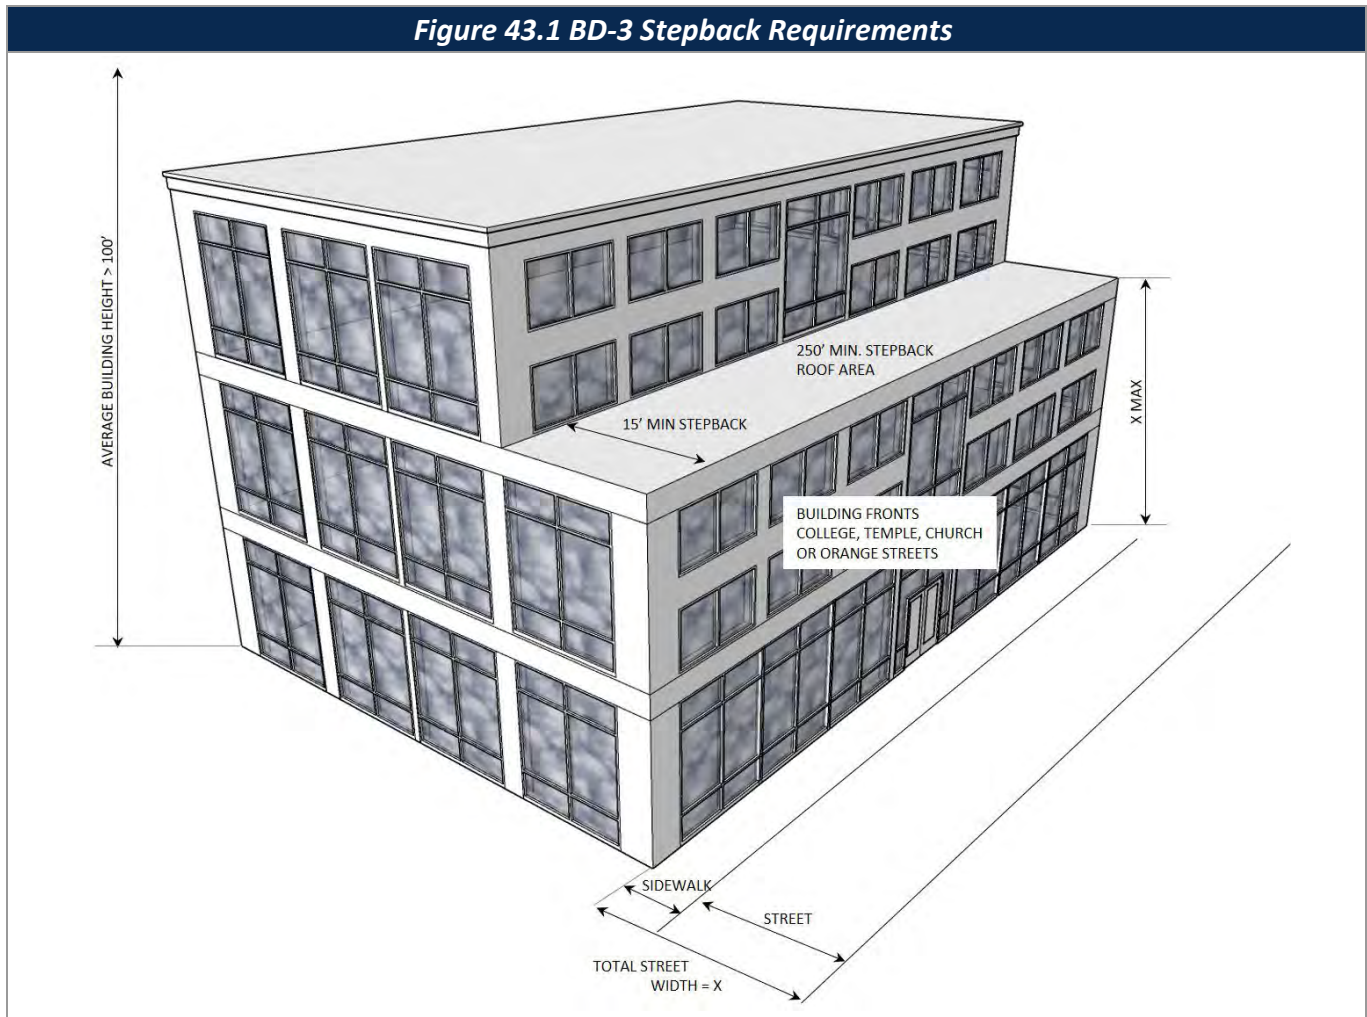 Figure 43.1 BD-3 Stepback Requirements
AVERAGE BUILDING HEIGHT > 100'
250' MIN. STEPBACK
ROOF AREA
15' MIN STEPBACK
X MAX
BUILDING FRONTS
COLLEGE, TEMPLE, CHURCH
OR ORANGE STREETS
SIDEWALK
STREET
TOTAL STREET
WIDTH = X